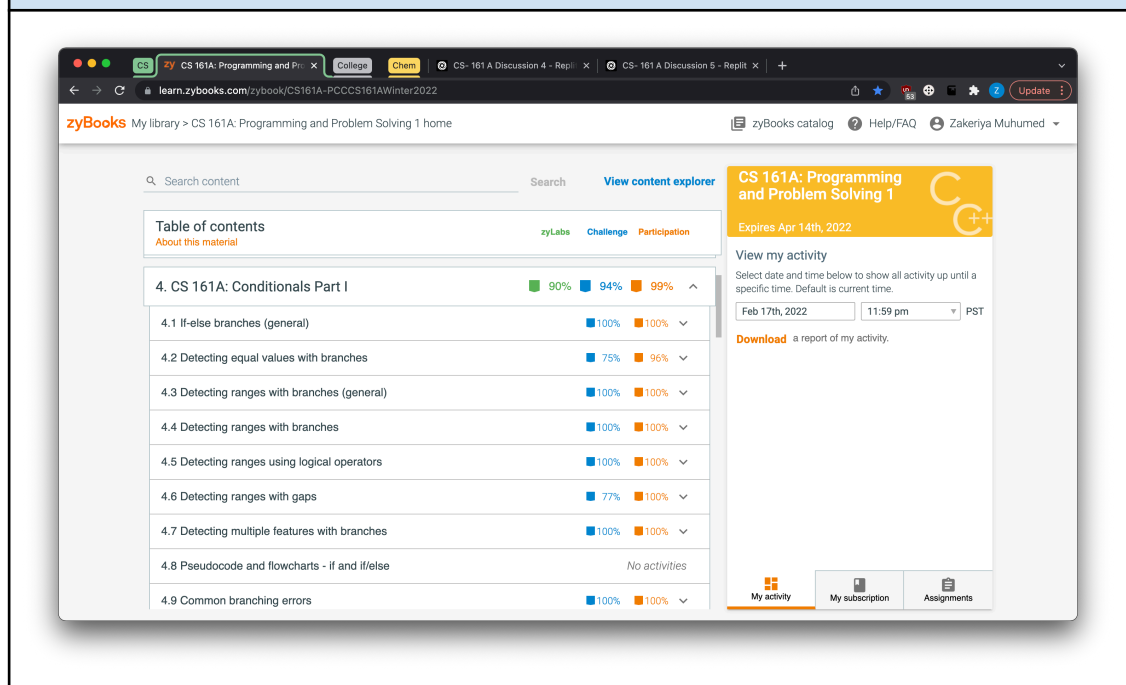 CS
zy CS 161A: Programming and Pro
College
Chem
CS- 161 A Discussion 4 - Replit
CS- 161 A Discussion 5 - Replit
learn.zybooks.com/zybook/CS161A-PCCCS161AWinter2022
53
Z
Update
zyBooks My library > CS 161A: Programming and Problem Solving 1 home
zyBooks catalog
Help/FAQ
Zakeriya Muhumed
Search content
Search
View content explorer
Table of contents
About this material
zyLabs Challenge Participation
4. CS 161A: Conditionals Part I 90% 94% 99%
4.1 If-else branches (general) 100% 100%
4.2 Detecting equal values with branches 75% 96%
4.3 Detecting ranges with branches (general) 100% 100%
4.4 Detecting ranges with branches 100% 100%
4.5 Detecting ranges using logical operators 100% 100%
4.6 Detecting ranges with gaps 77% 100%
4.7 Detecting multiple features with branches 100% 100%
4.8 Pseudocode and flowcharts - if and if/else No activities
4.9 Common branching errors 100% 100%
CS 161A: Programming
and Problem Solving 1
C
C++
Expires Apr 14th, 2022
View my activity
Select date and time below to show all activity up until a
specific time. Default is current time.
Feb 17th, 2022 11:59 pm PST
Download a report of my activity.
My activity
My subscription
Assignments